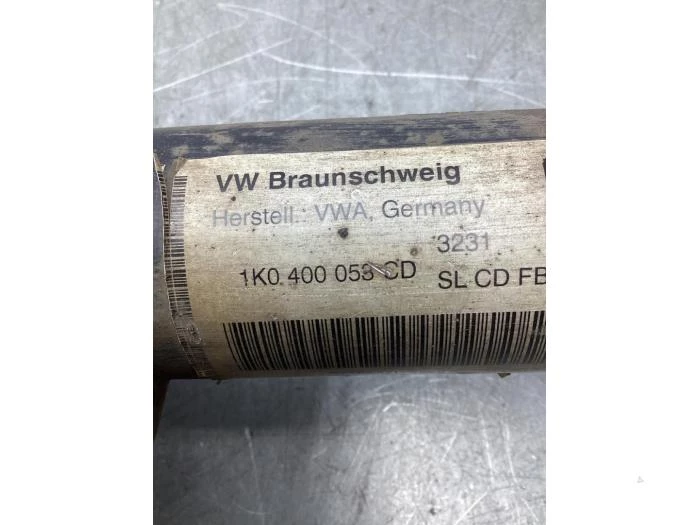 VW Braunschweig
Herstell.: VWA, Germany
3231
1K0 400 053 CD
SL CD FB